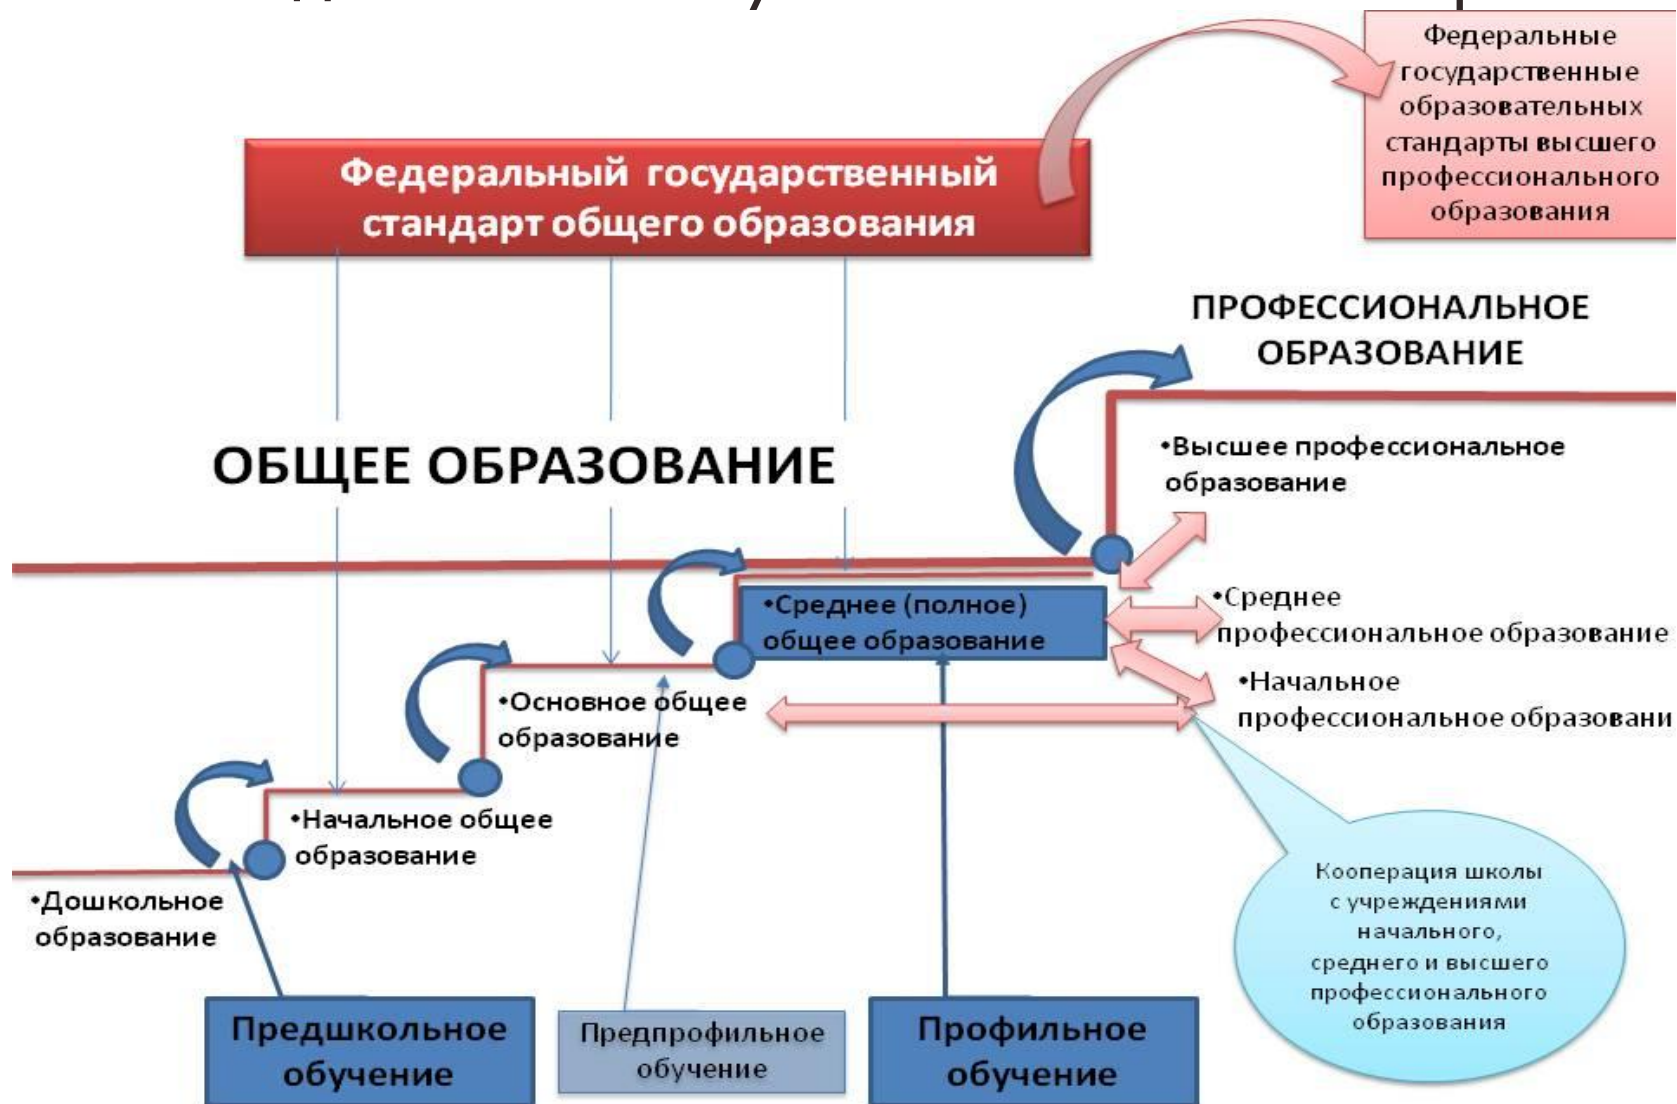 Федеральные
государственные
образовательных
стандарты высшего
профессионального
образования
Федеральный государственный
стандарт общего образования
ПРОФЕССИОНАЛЬНОЕ
ОБРАЗОВАНИЕ
ОБЩЕЕ ОБРАЗОВАНИЕ
•Высшее профессиональное
образование
•Среднее (полное)
общее образование
•Среднее
профессиональное образование
•Начальное
профессиональное образовани
•Основное общее
образование
•Начальное общее
образование
•Дошкольное
образование
Кооперация школы
с учреждениями
начального,
среднего и высшего
профессионального
образования
Предшкольное
обучение
Предпрофильное
обучение
Профильное
обучение